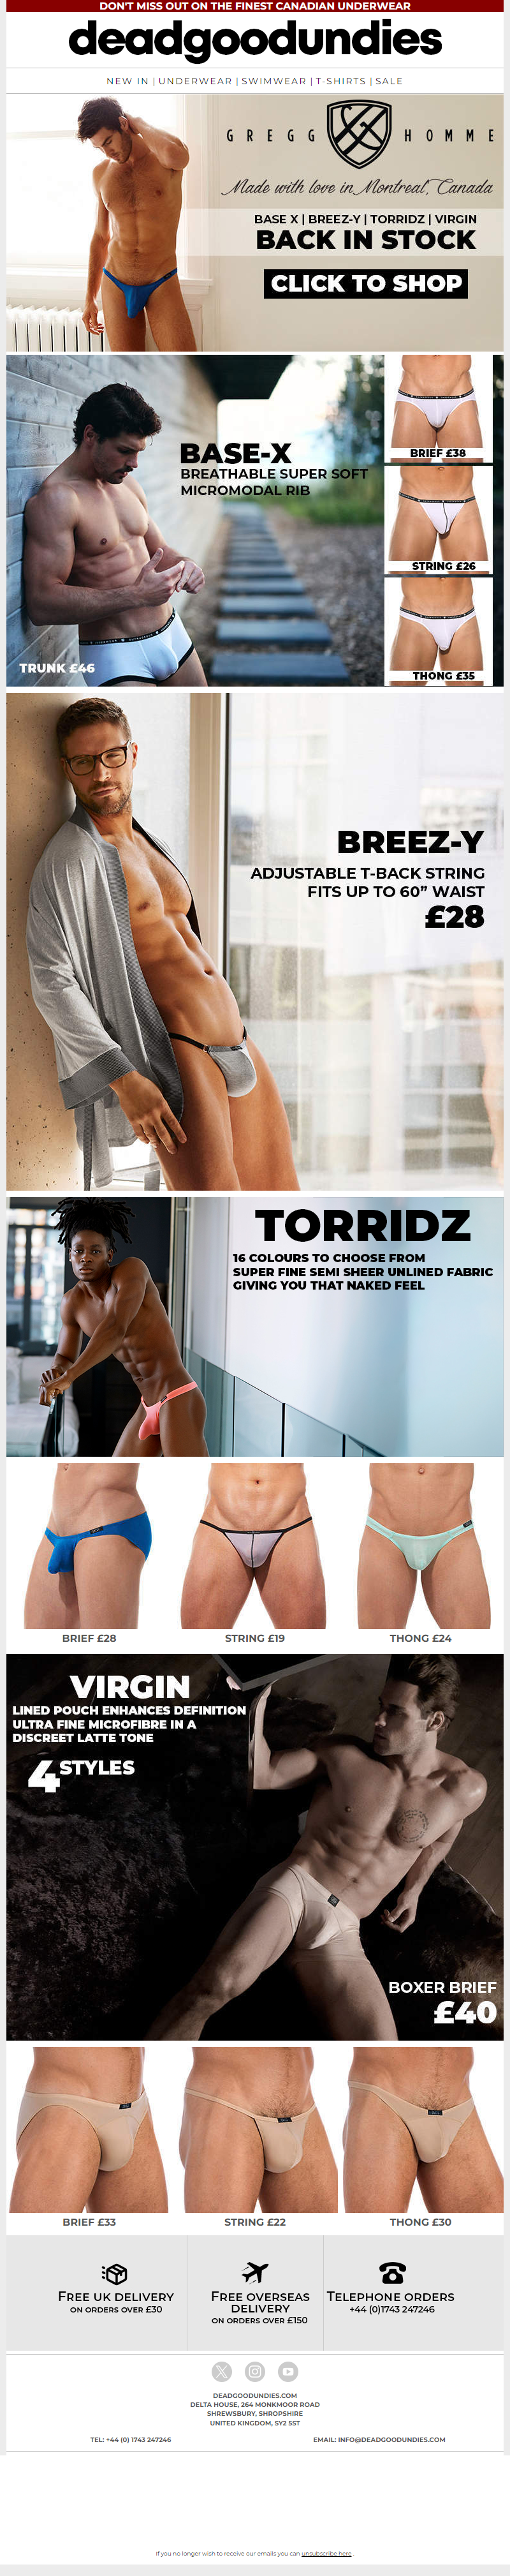 DON'T MISS OUT ON THE FINEST CANADIAN UNDERWEAR
deadgoodundies
NEW IN | UNDERWEAR | SWIMWEAR | T-SHIRTS | SALE
GREGG HOMME
Made with love in Montreal, Canada
BASE X | BREEZ-Y | TORRIDZ | VIRGIN
BACK IN STOCK
CLICK TO SHOP
BASE-X
BREATHABLE SUPER SOFT
MICROMODAL RIB
TRUNK £46
BRIEF £38
STRING £26
THONG £35
BREEZ-Y
ADJUSTABLE T-BACK STRING
FITS UP TO 60” WAIST
£28
TORRIDZ
16 COLOURS TO CHOOSE FROM
SUPER FINE SEMI SHEER UNLINED FABRIC
GIVING YOU THAT NAKED FEEL
BRIEF £28
STRING £19
THONG £24
VIRGIN
LINED POUCH ENHANCES DEFINITION
ULTRA FINE MICROFIBRE IN A
DISCREET LATTE TONE
4 STYLES
BOXER BRIEF
£40
BRIEF £33
STRING £22
THONG £30
FREE UK DELIVERY
ON ORDERS OVER £30
FREE OVERSEAS
DELIVERY
ON ORDERS OVER £150
TELEPHONE ORDERS
+44 (0)1743 247246
DEADGOODUNDIES.COM
DELTA HOUSE, 264 MONKMOOR ROAD
SHREWSBURY, SHROPSHIRE
UNITED KINGDOM, SY2 5ST
TEL: +44 (0) 1743 247246
EMAIL: INFO@DEADGOODUNDIES.COM
If you no longer wish to receive our emails you can unsubscribe here.